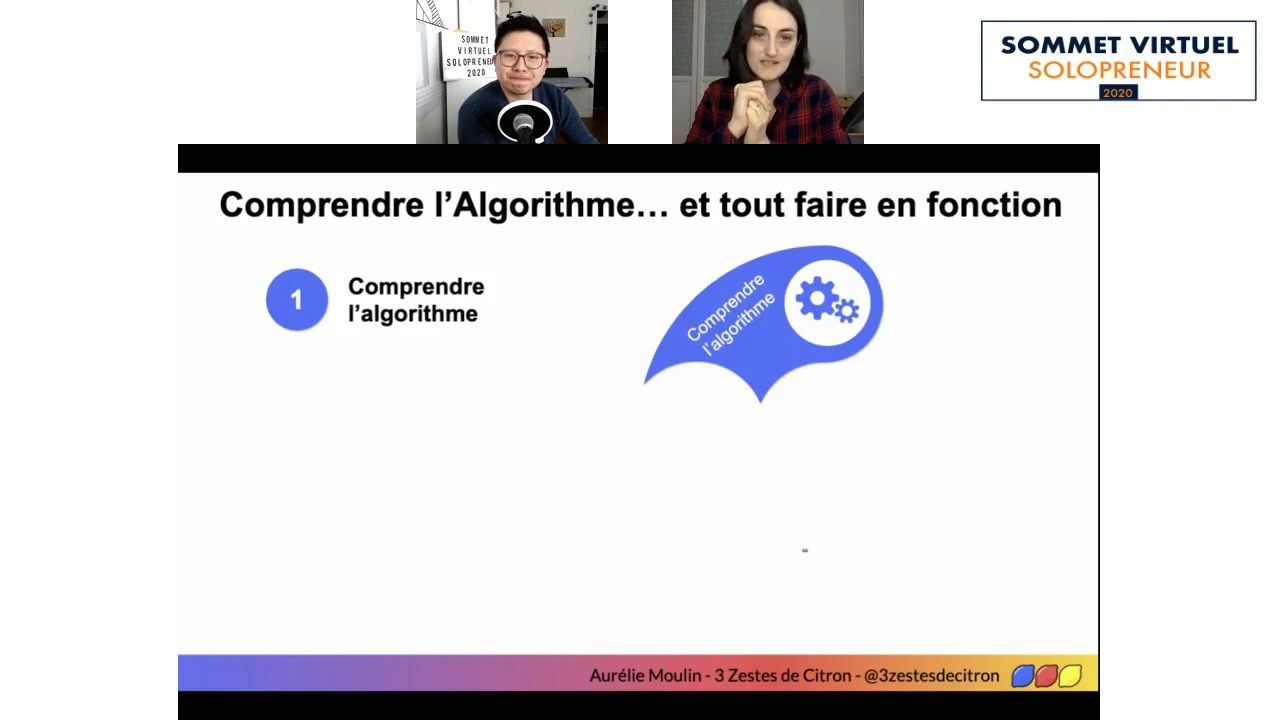 SOMMET
VIRTUEL
SOLOPRENEUR
2020
SOMMET VIRTUEL
SOLOPRENEUR
2020
Comprendre l’Algorithme… et tout faire en fonction
1
Comprendre
l’algorithme
Comprendre
l’algorithme
Aurélie Moulin - 3 Zestes de Citron - @3zestesdecitron